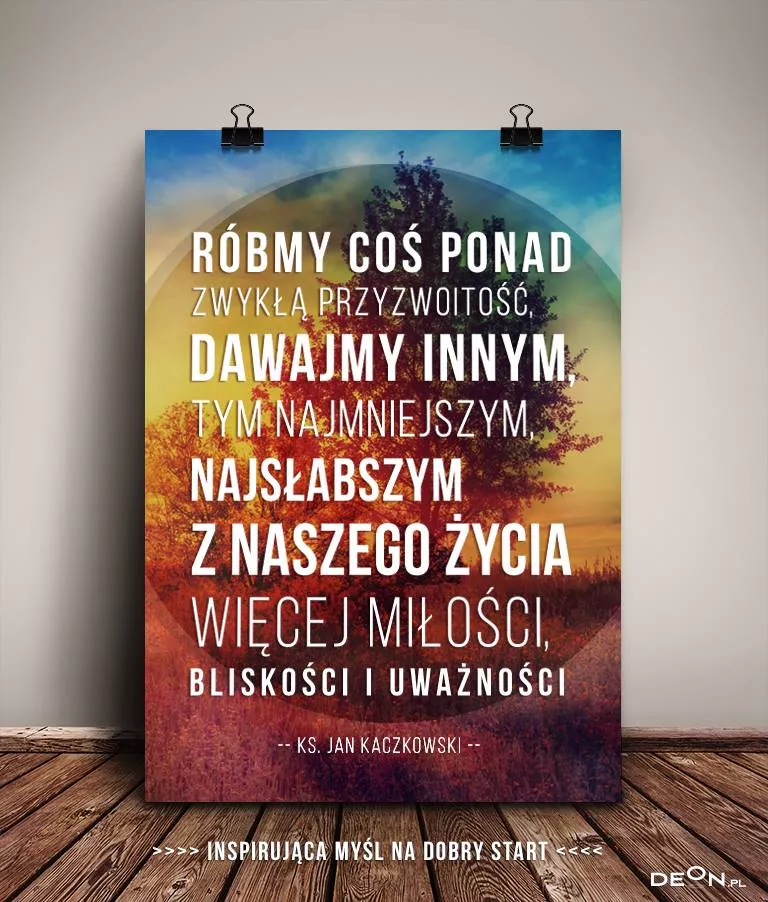 RÓBMY COŚ PONAD
ZWYKŁĄ PRZYZWOITOŚĆ,
DAWAJMY INNYM,
TYM NAJMNIEJSZYM,
NAJSŁABSZYM
Z NASZEGO ŻYCIA
WIĘCEJ MIŁOŚCI,
BLISKOŚCI I UWAŻNOŚCI
-- KS. JAN KACZKOWSKI --
>>>> INSPIRUJĄCA MYŚL NA DOBRY START <<<<
DEON.PL